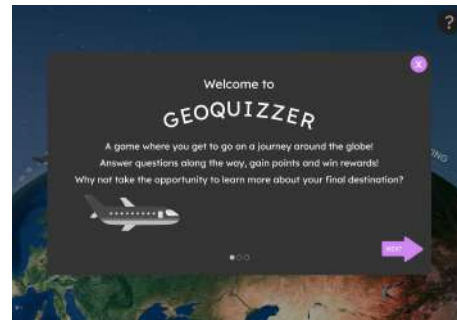 ?
X
Welcome to
GEOQUIZZER
A game where you get to go on a journey around the globe!
Answer questions along the way, gain points and win rewards!
Why not take the opportunity to learn more about your final destination?
NEXT